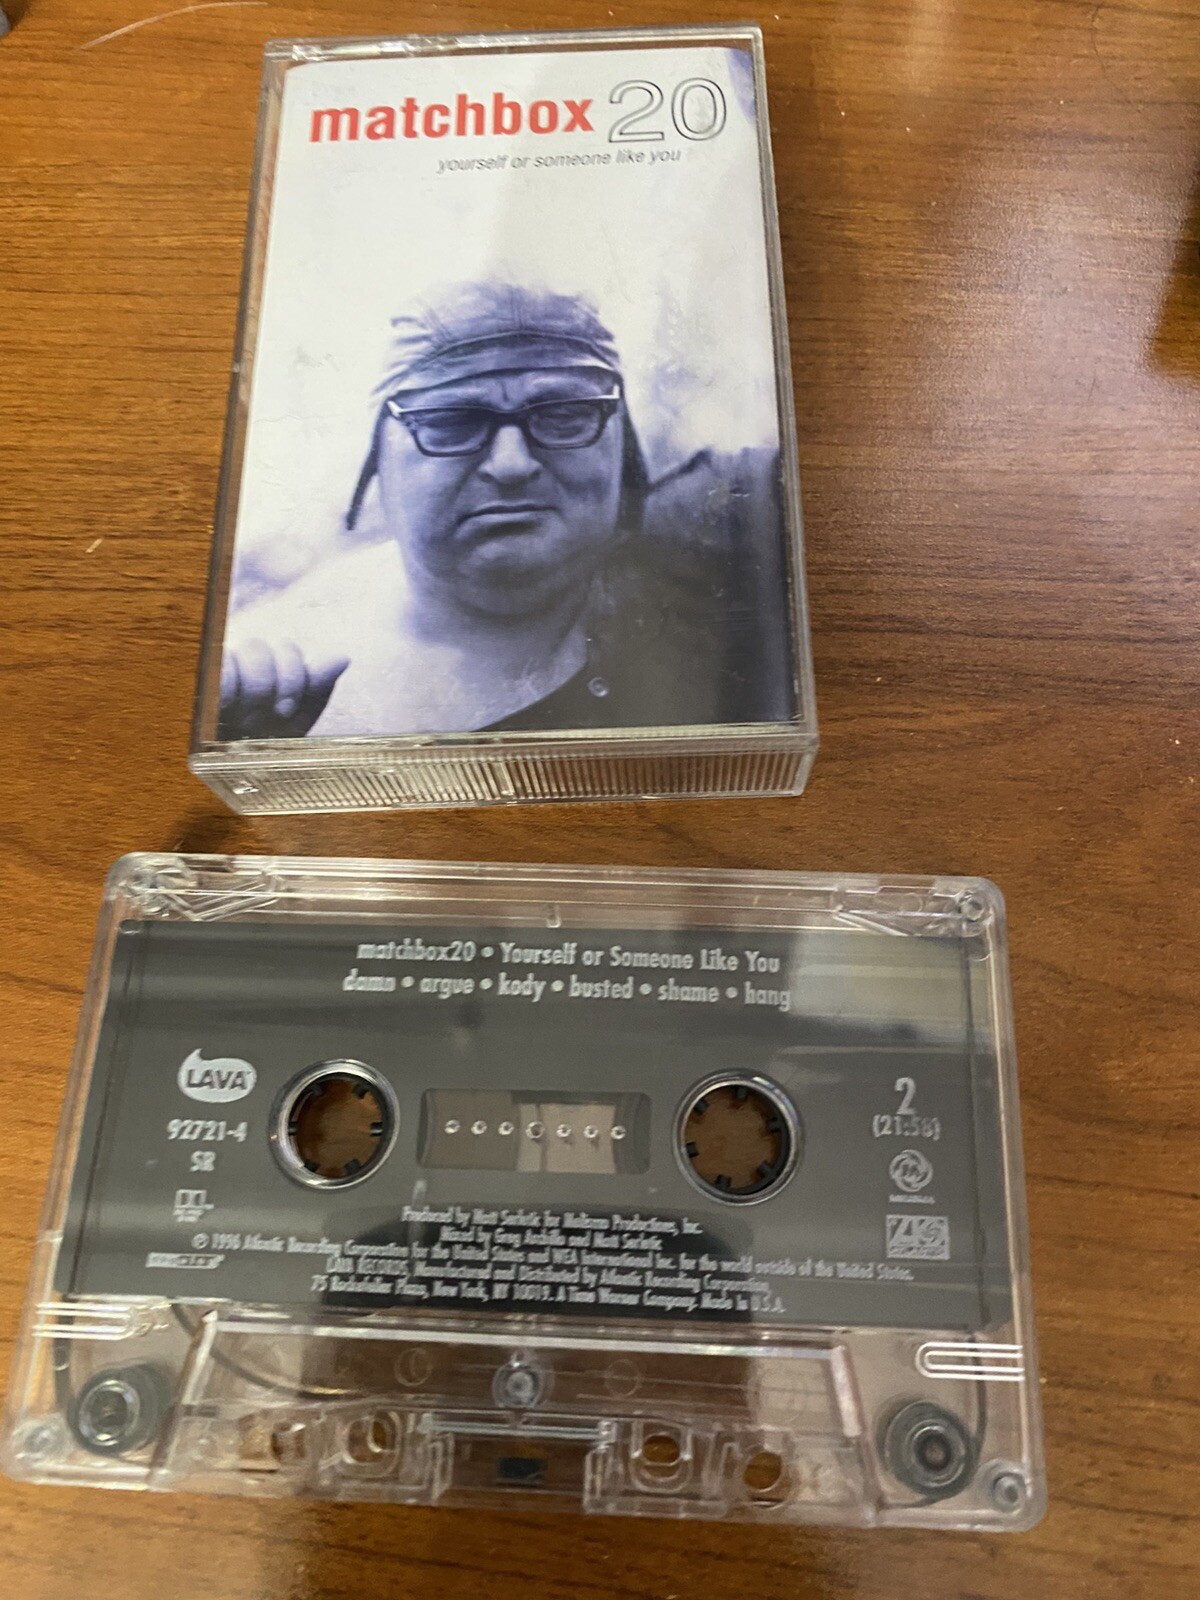 matchbox 20
yourself or someone like you
matchbox20 • Yourself or Someone Like You
damn • argue • kody • busted • shame • hang
LAVA
92721-4
SR
2
(21:58)
Produced by Matt Serletic for Melisma Productions, Inc.
Mixed by Greg Archilla and Matt Serletic
℗ 1996 Atlantic Recording Corporation for the United States and WEA International Inc. for the world outside of the United States.
LAVA RECORDS, Manufactured and Distributed by Atlantic Recording Corporation,
75 Rockefeller Plaza, New York, NY 10019. A Time Warner Company. Made in U.S.A.